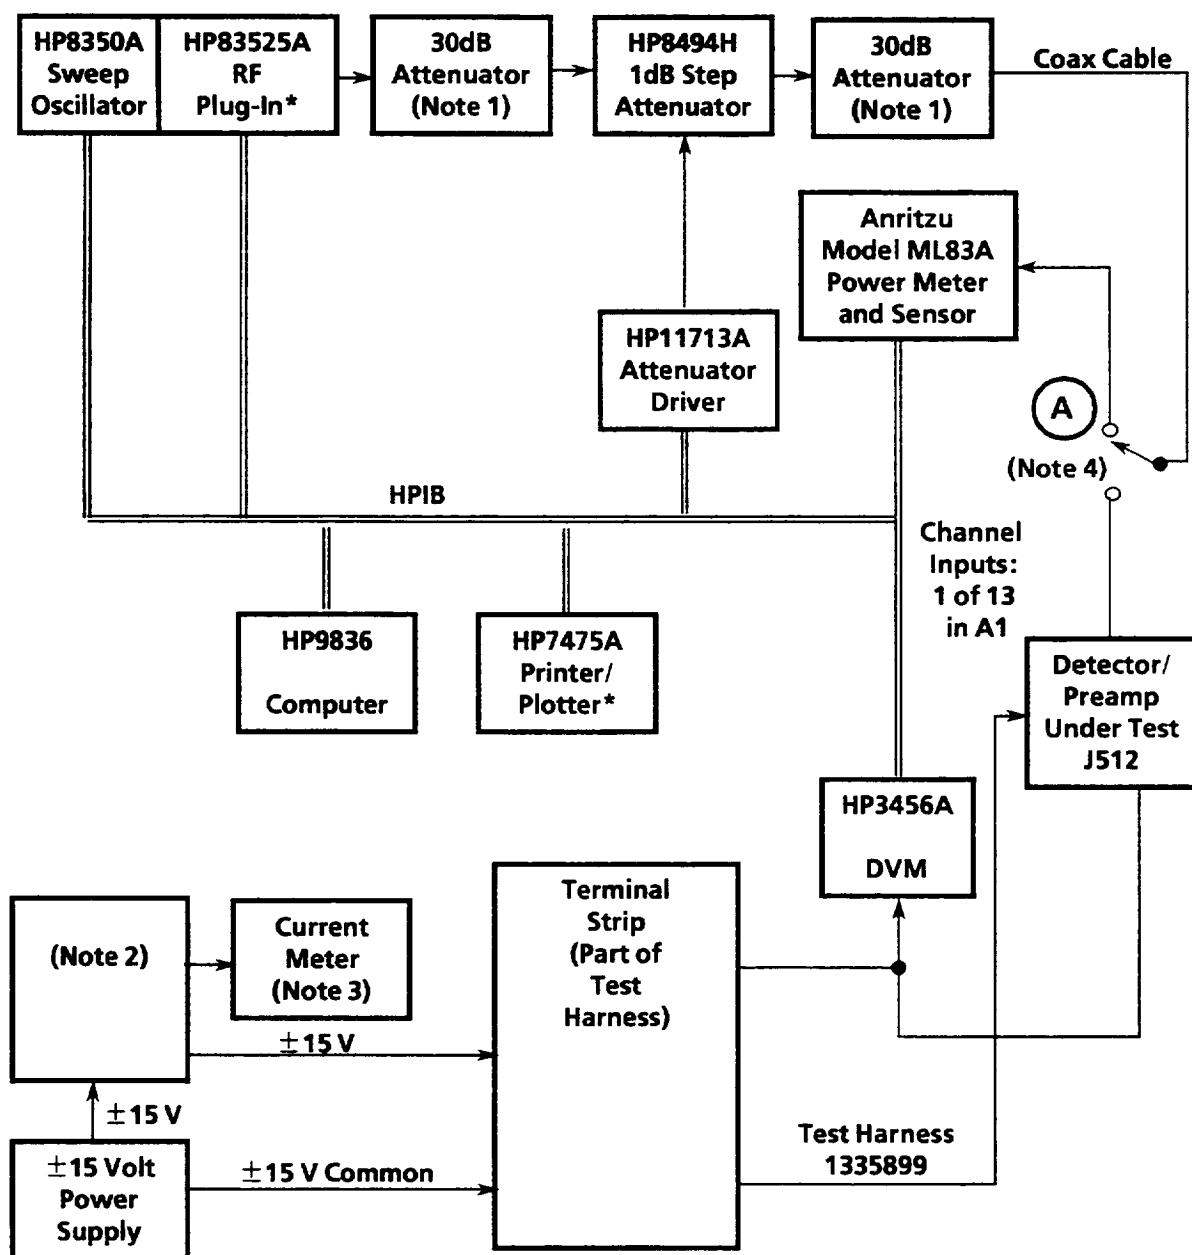 HP8350A
Sweep
Oscillator
HP83525A
RF
Plug-In*
30dB
Attenuator
(Note 1)
HP8494H
1dB Step
Attenuator
30dB
Attenuator
(Note 1)
Coax Cable
Anritzu
Model ML83A
Power Meter
and Sensor
HP11713A
Attenuator
Driver
A
(Note 4)
HPIB
Channel
Inputs:
1 of 13
in A1
HP9836
Computer
HP7475A
Printer/
Plotter*
Detector/
Preamp
Under Test
J512
HP3456A
DVM
Terminal
Strip
(Part of
Test
Harness)
(Note 2)
Current
Meter
(Note 3)
±15 V
±15 V
±15 Volt
Power
Supply
±15 V Common
Test Harness
1335899